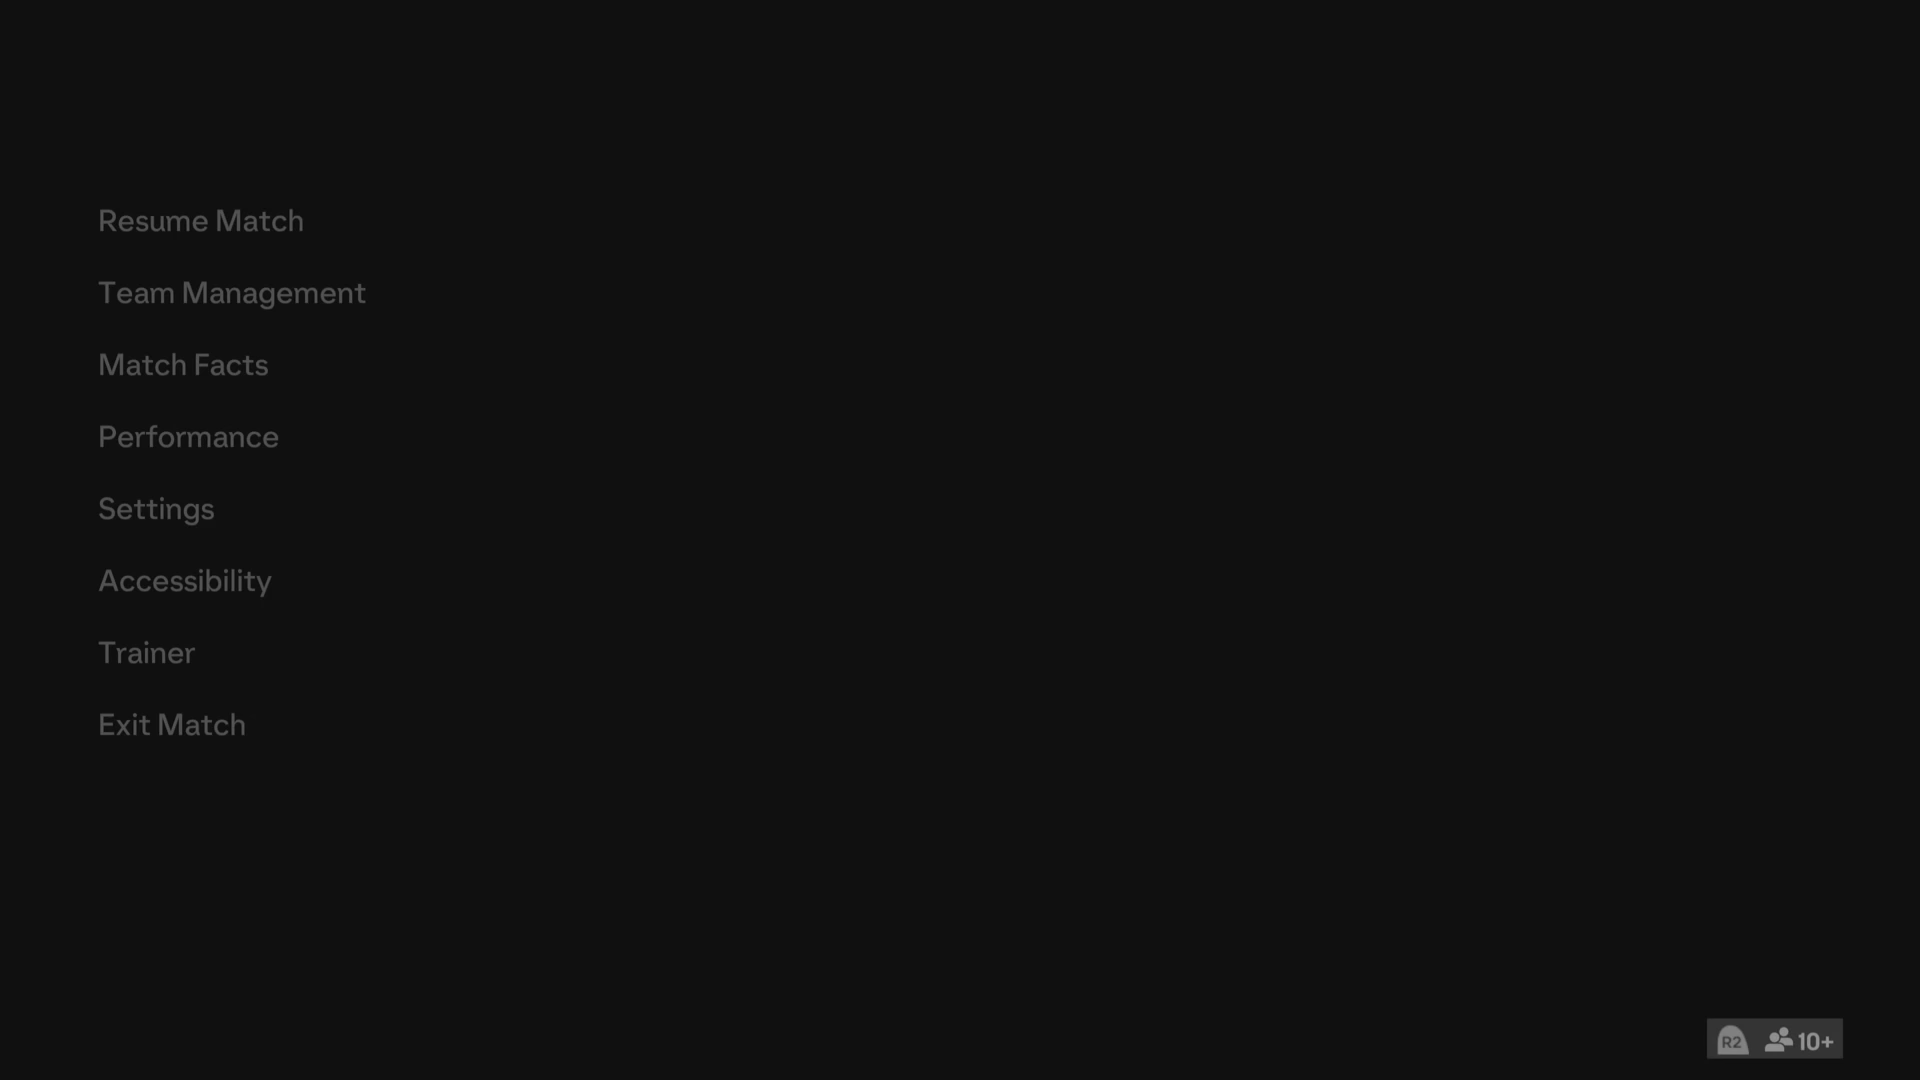 Resume Match
Team Management
Match Facts
Performance
Settings
Accessibility
Trainer
Exit Match
R2 10+